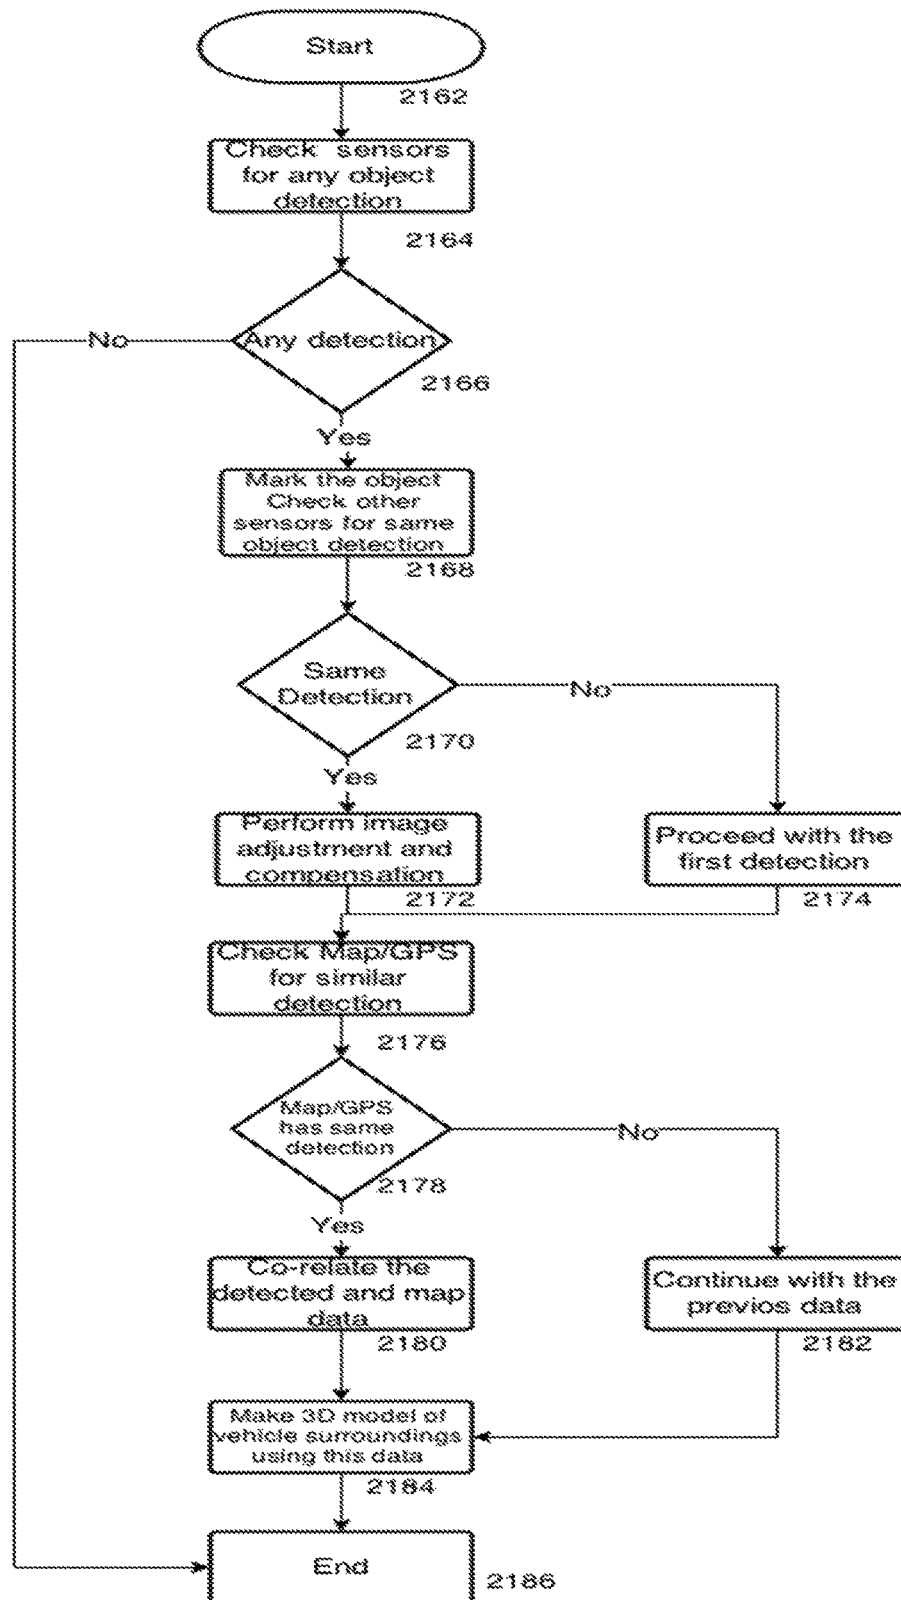 Start
2162
Check sensors
for any object
detection
2164
No
Any detection
2166
Yes
Mark the object
Check other
sensors for same
object detection
2168
Same
Detection
No
2170
Yes
Perform image
adjustment and
compensation
2172
Proceed with the
first detection
2174
Check Map/GPS
for similar
detection
2176
Map/GPS
has same
detection
No
2178
Yes
Co-relate the
detected and map
data
2180
Continue with the
previos data
2182
Make 3D model of
vehicle surroundings
using this data
2184
End
2186